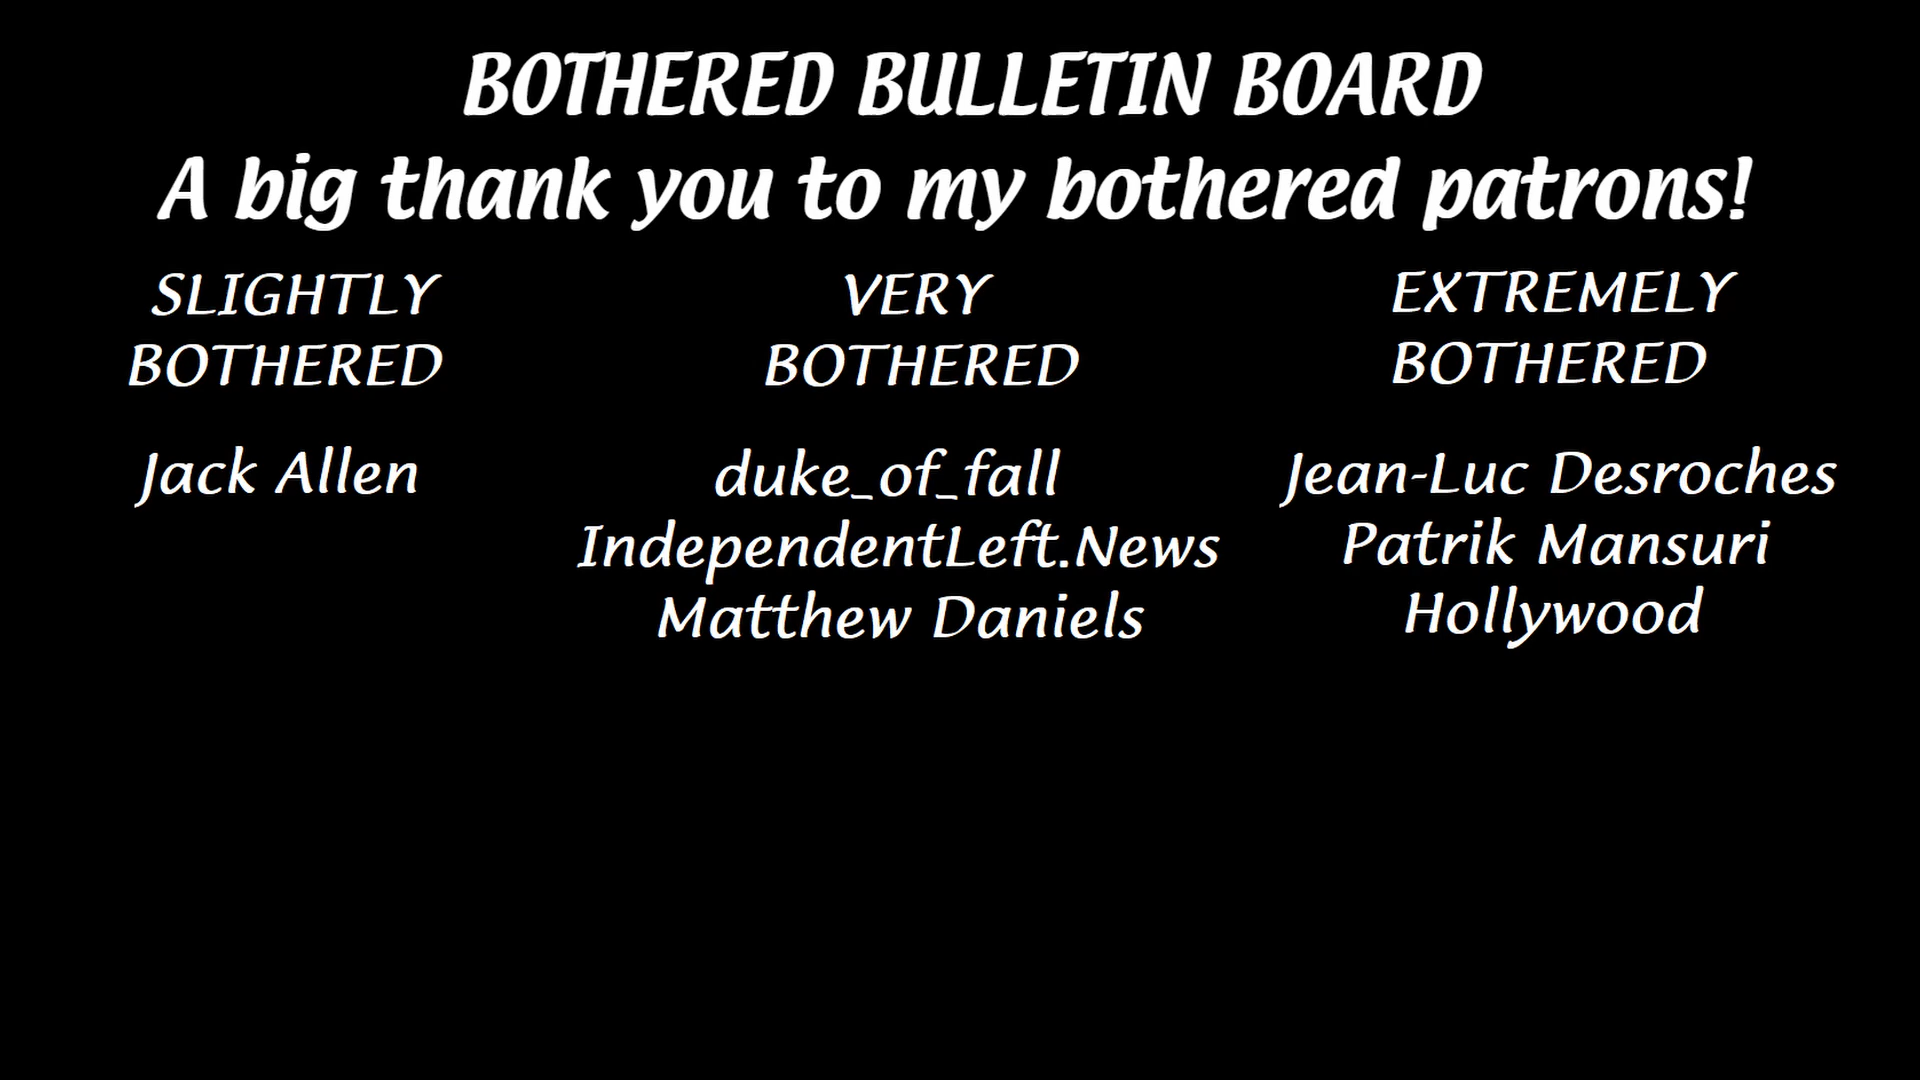 BOTHERED BULLETIN BOARD
A big thank you to my bothered patrons!
SLIGHTLY
BOTHERED
Jack Allen
VERY
BOTHERED
duke_of_fall
IndependentLeft.News
Matthew Daniels
EXTREMELY
BOTHERED
Jean-Luc Desroches
Patrik Mansuri
Hollywood